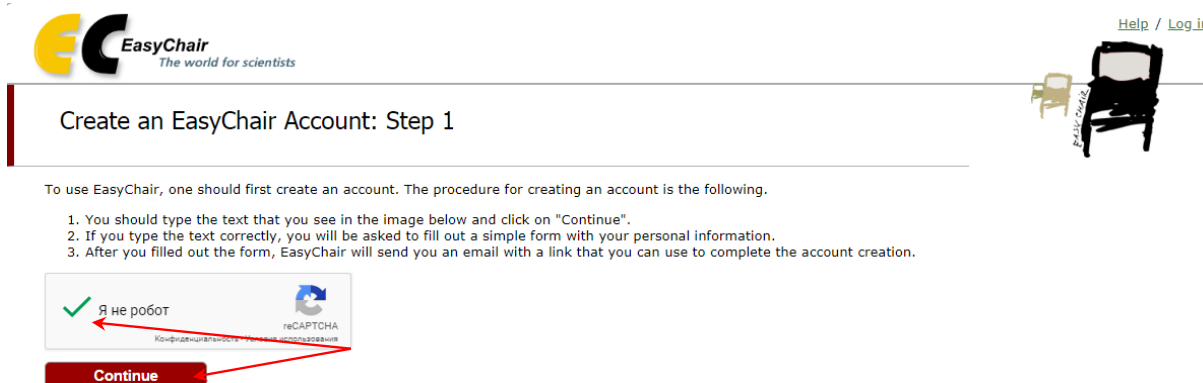 Help / Log in
EC EasyChair
The world for scientists
EASY CHAIR
Create an EasyChair Account: Step 1
To use EasyChair, one should first create an account. The procedure for creating an account is the following.
1. You should type the text that you see in the image below and click on "Continue".
2. If you type the text correctly, you will be asked to fill out a simple form with your personal information.
3. After you filled out the form, EasyChair will send you an email with a link that you can use to complete the account creation.
Я не робот
reCAPTCHA
Конфиденциальность - Условия использования
Continue